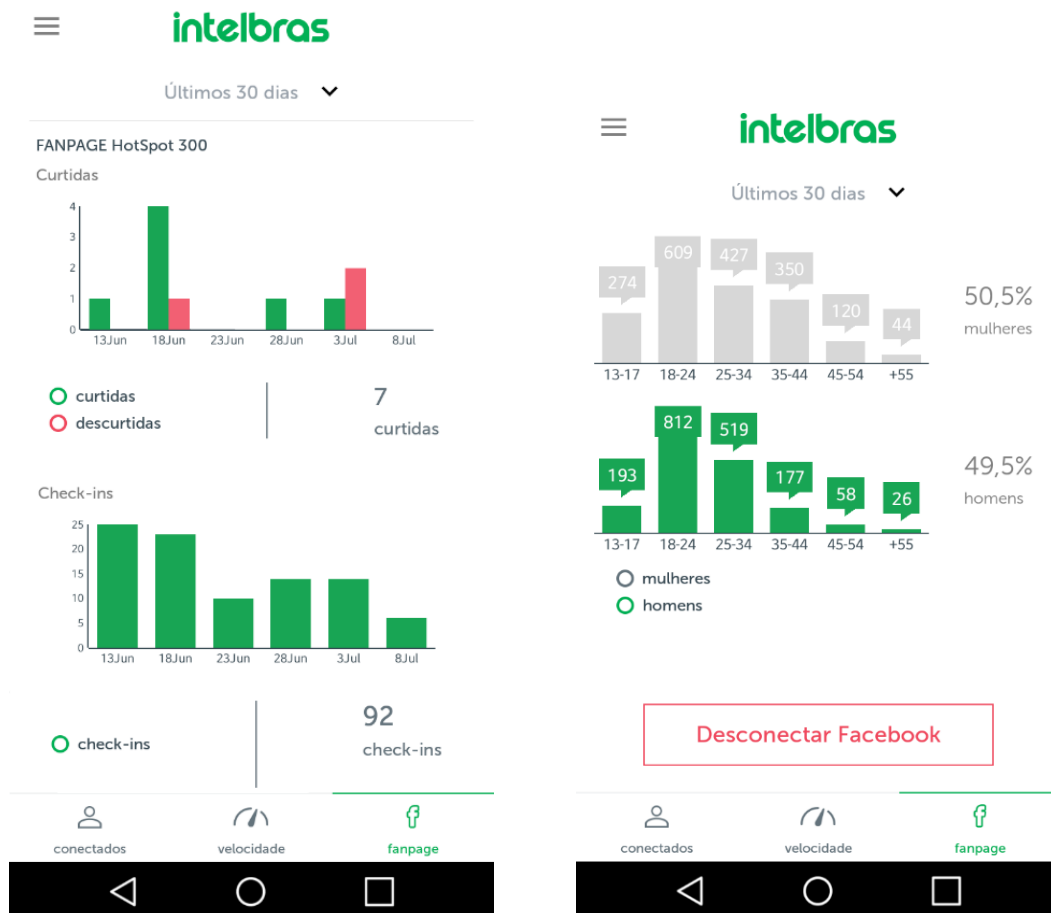 intelbras
Últimos 30 dias
FANPAGE HotSpot 300
Curtidas
4
3
2
1
0
13Jun 18Jun 23Jun 28Jun 3Jul 8Jul
curtidas
descurtidas
7
curtidas
Check-ins
25
20
15
10
5
0
13Jun 18Jun 23Jun 28Jun 3Jul 8Jul
check-ins
92
check-ins
conectados velocidade fanpage
intelbras
Últimos 30 dias
274 609 427 350 120 44
13-17 18-24 25-34 35-44 45-54 +55
50,5%
mulheres
193 812 519 177 58 26
13-17 18-24 25-34 35-44 45-54 +55
49,5%
homens
mulheres
homens
Desconectar Facebook
conectados velocidade fanpage